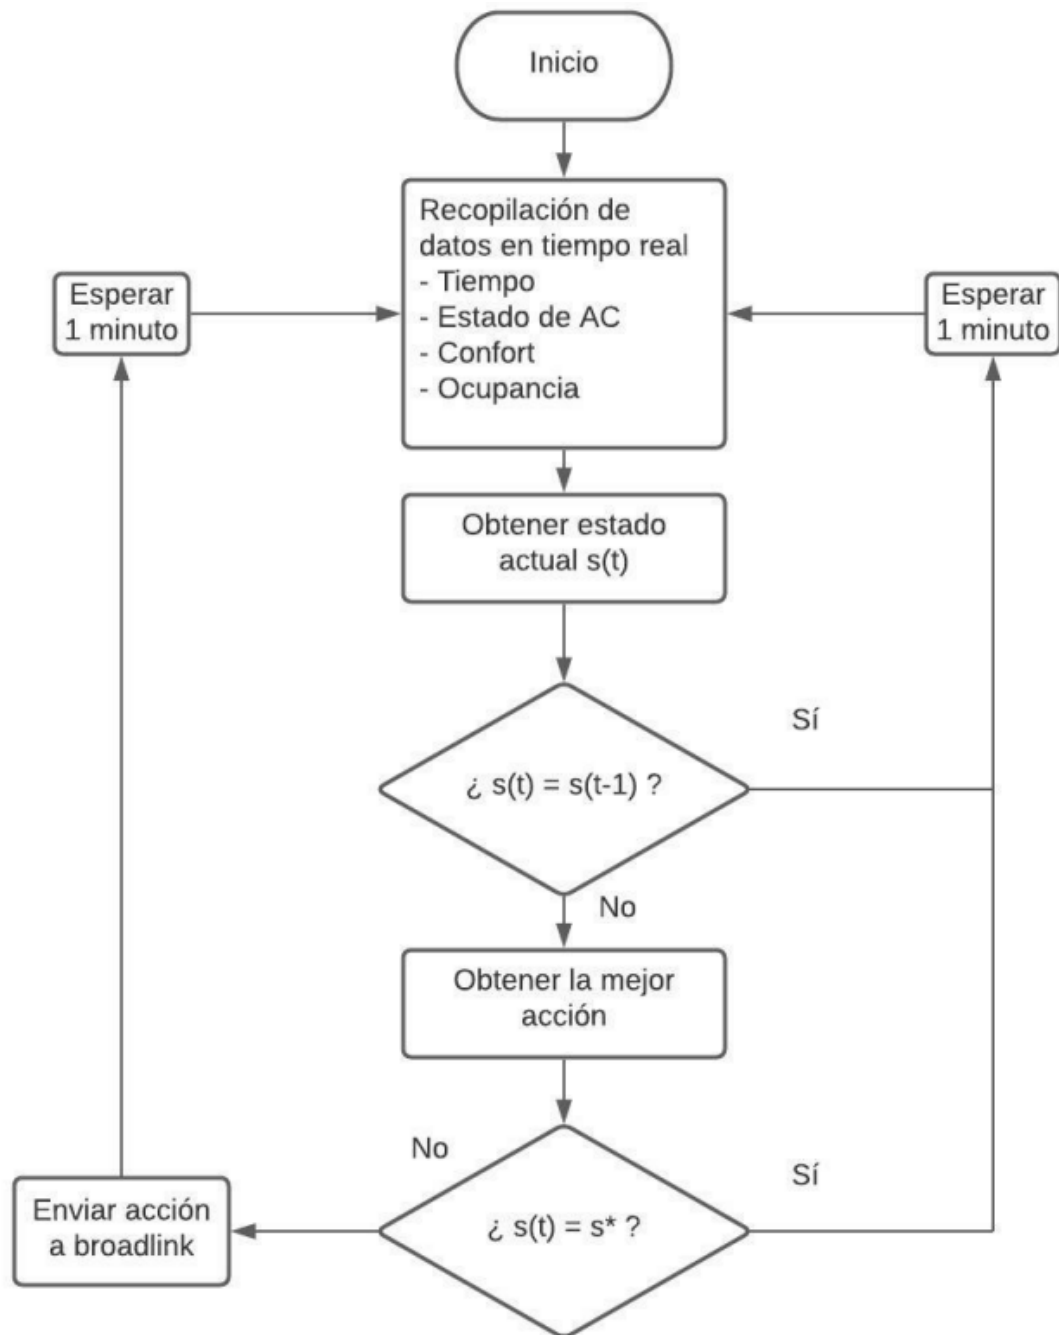 Inicio
Recopilación de
datos en tiempo real
- Tiempo
- Estado de AC
- Confort
- Ocupancia
Esperar
1 minuto
Esperar
1 minuto
Obtener estado
actual s(t)
¿ s(t) = s(t-1) ?
Sí
No
Obtener la mejor
acción
No
Sí
¿ s(t) = s* ?
Enviar acción
a broadlink